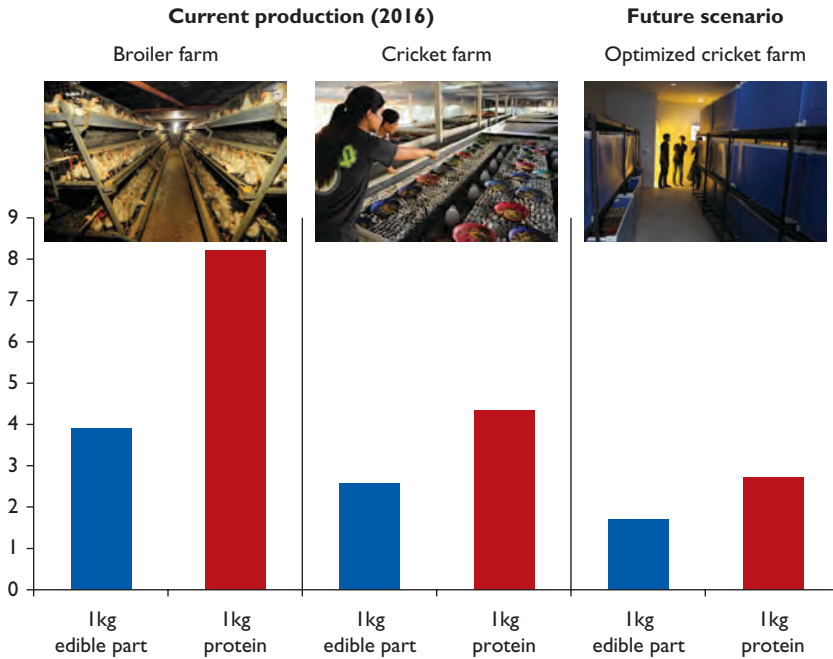 Current production (2016)
Future scenario
Broiler farm
Cricket farm
Optimized cricket farm
9
8
7
6
5
4
3
2
1
0
1kg
edible part
1kg
protein
1kg
edible part
1kg
protein
1kg
edible part
1kg
protein